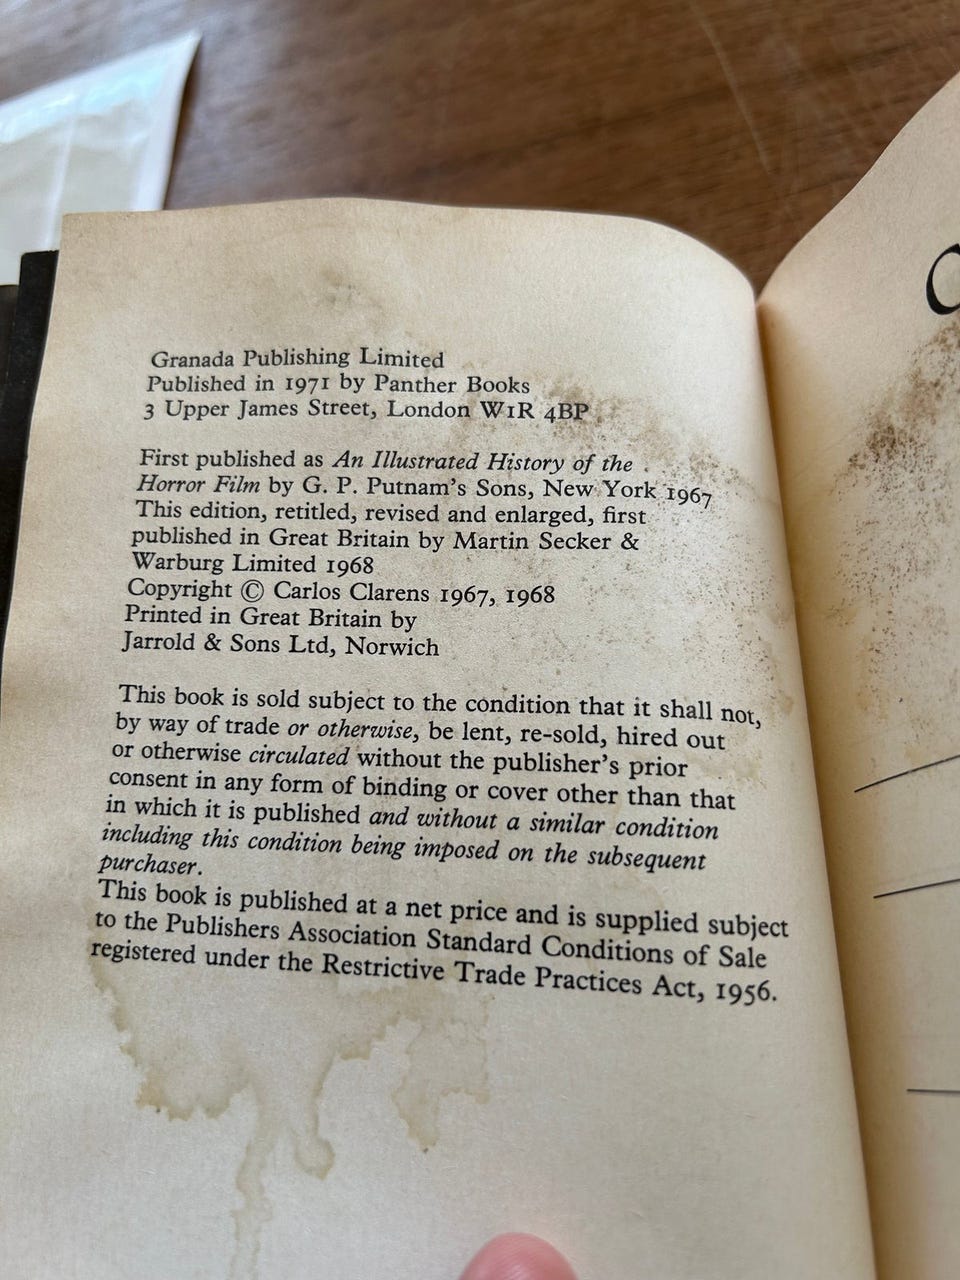 Granada Publishing Limited
Published in 1971 by Panther Books
3 Upper James Street, London W1R 4BP
First published as An Illustrated History of the
Horror Film by G. P. Putnam's Sons, New York 1967
This edition, retitled, revised and enlarged, first
published in Great Britain by Martin Secker &
Warburg Limited 1968
Copyright © Carlos Clarens 1967, 1968
Printed in Great Britain by
Jarrold & Sons Ltd, Norwich
This book is sold subject to the condition that it shall not,
by way of trade or otherwise, be lent, re-sold, hired out
or otherwise circulated without the publisher's prior
consent in any form of binding or cover other than that
in which it is published and without a similar condition
including this condition being imposed on the subsequent
purchaser.
This book is published at a net price and is supplied subject
to the Publishers Association Standard Conditions of Sale
registered under the Restrictive Trade Practices Act, 1956.